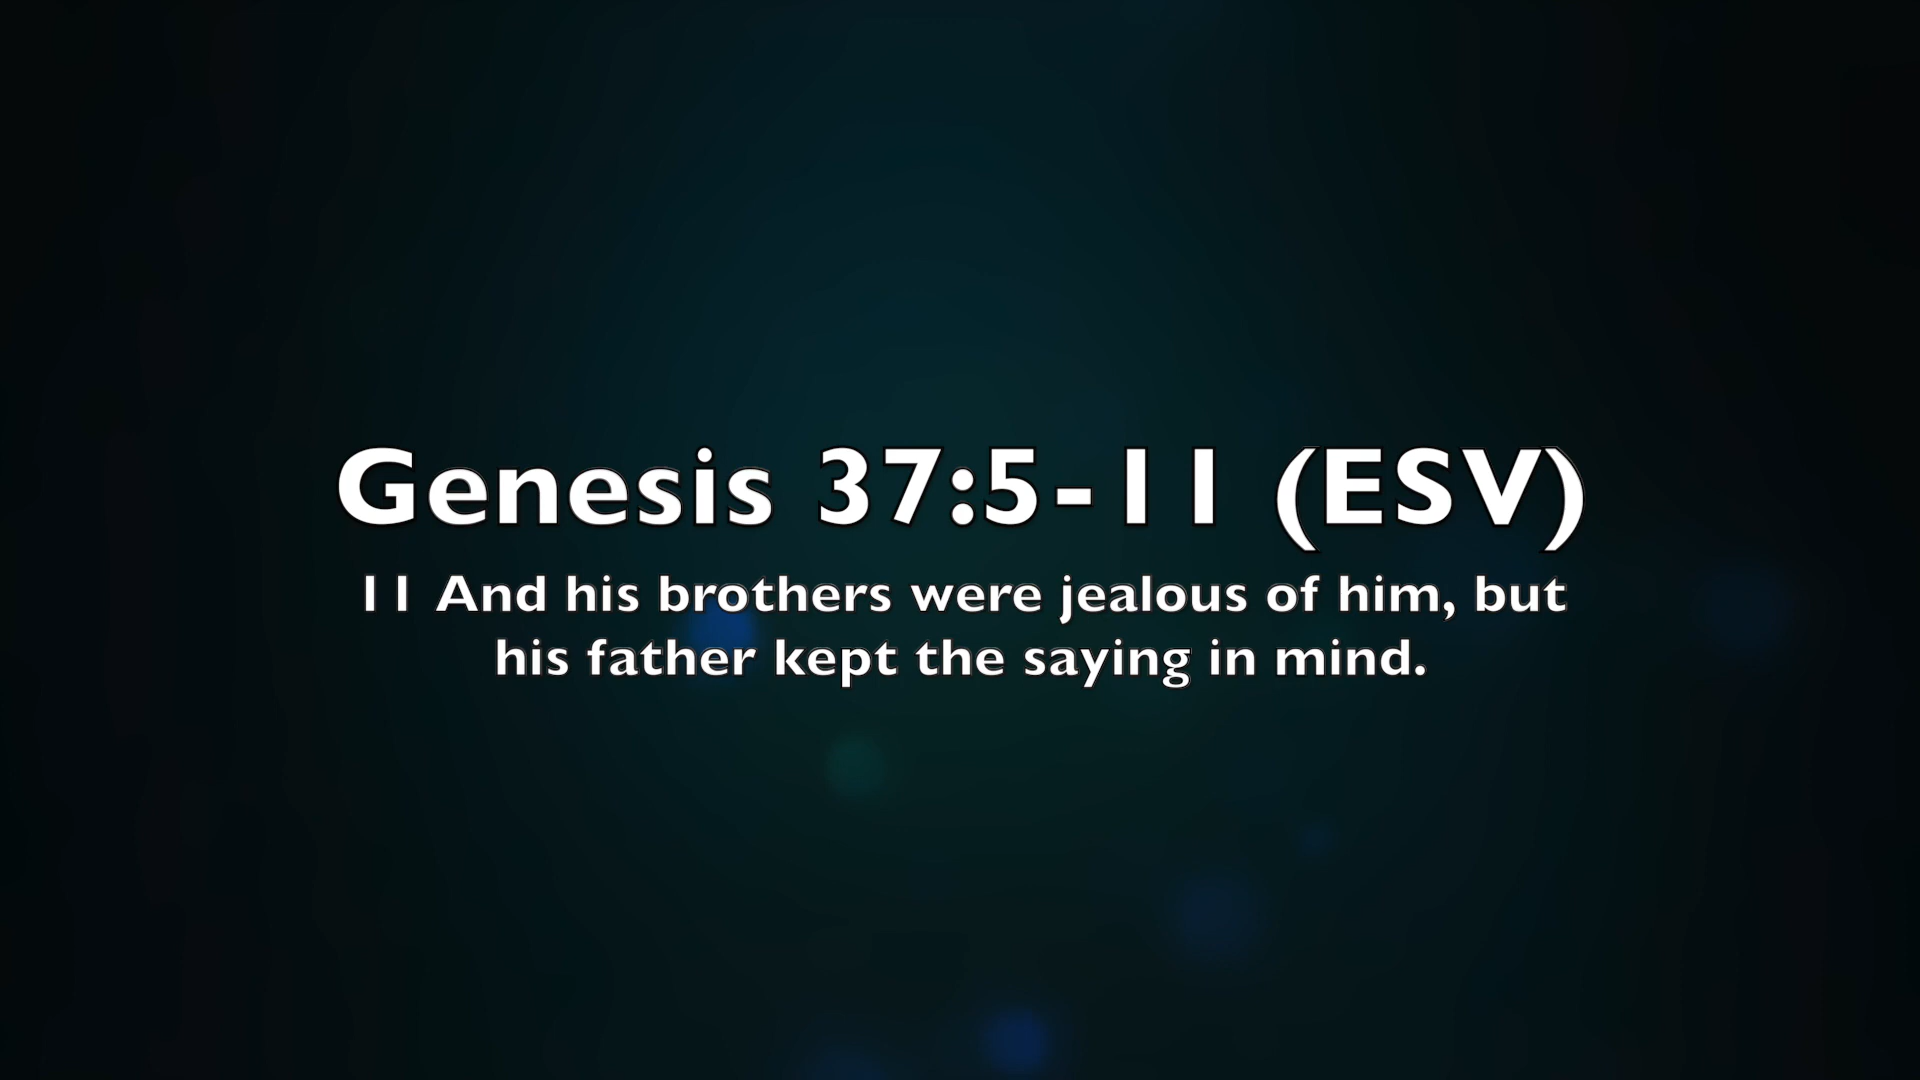 Genesis 37:5-11 (ESV)
11 And his brothers were jealous of him, but
his father kept the saying in mind.